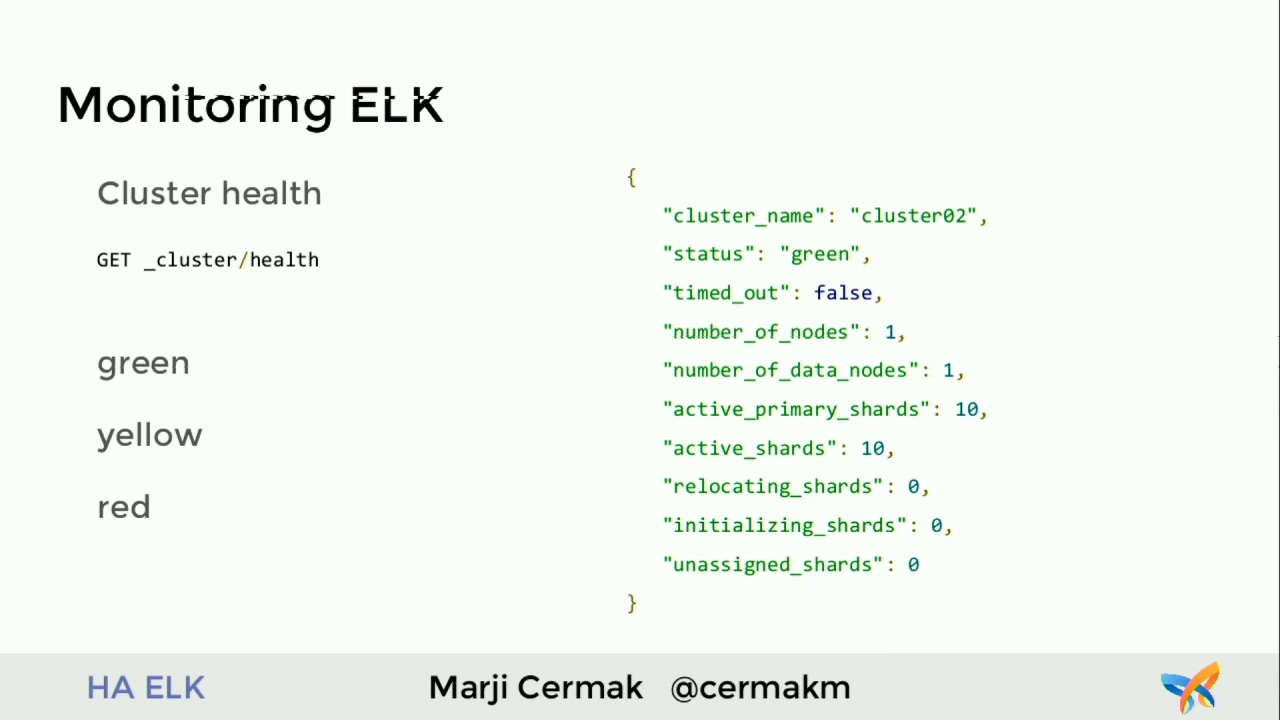 Monitoring ELK
Cluster health
GET _cluster/health
green
yellow
red
{
"cluster_name": "cluster02",
"status": "green",
"timed_out": false,
"number_of_nodes": 1,
"number_of_data_nodes": 1,
"active_primary_shards": 10,
"active_shards": 10,
"relocating_shards": 0,
"initializing_shards": 0,
"unassigned_shards": 0
}
HA ELK
Marji Cermak @cermakm